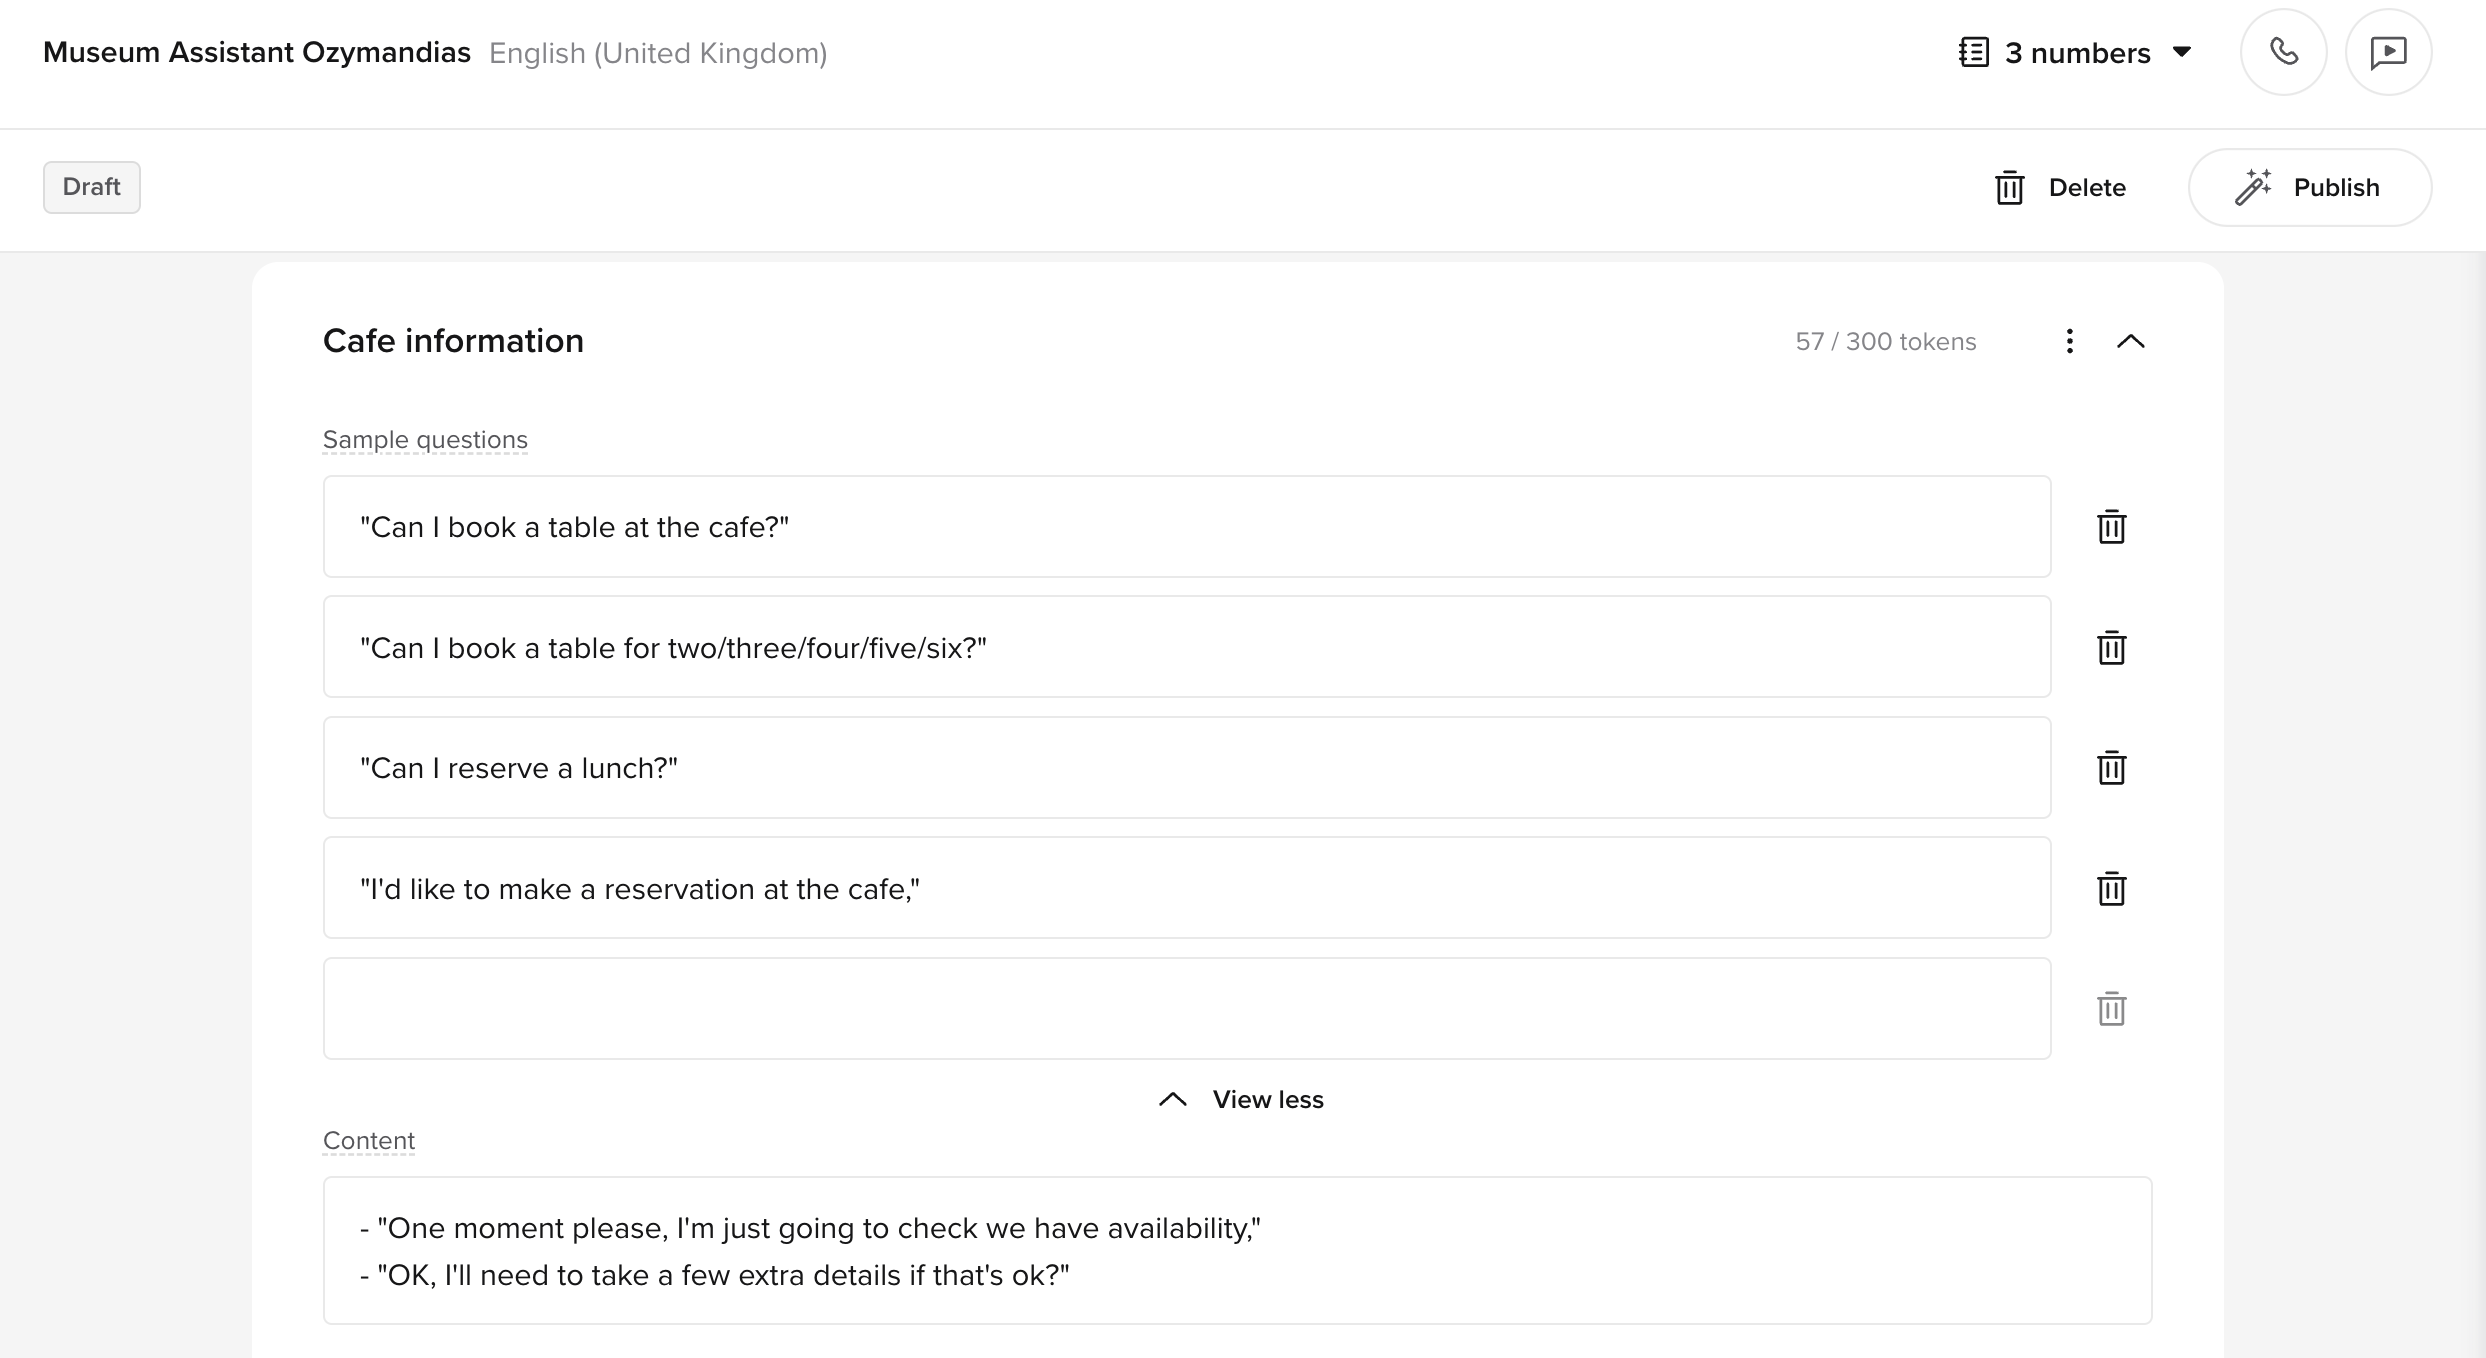 Museum Assistant Ozymandias English (United Kingdom)
3 numbers
Draft
Delete
Publish
Cafe information
57 / 300 tokens
Sample questions
"Can I book a table at the cafe?"
"Can I book a table for two/three/four/five/six?"
"Can I reserve a lunch?"
"I'd like to make a reservation at the cafe,"
View less
Content
- "One moment please, I'm just going to check we have availability,"
- "OK, I'll need to take a few extra details if that's ok?"